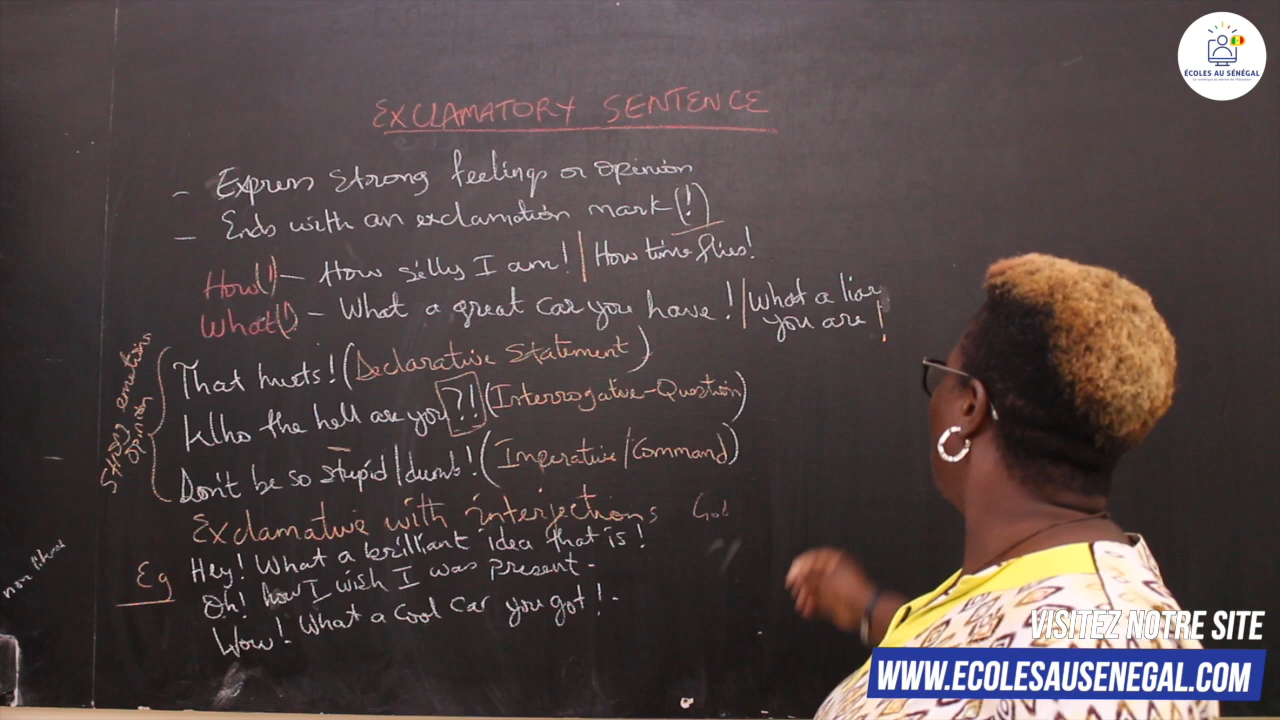 ÉCOLES AU SÉNÉGAL
EXCLAMATORY SENTENCE
- Express strong feelings or opinion
- Ends with an exclamation mark (!)
How(!) - How silly I am! | How time flies!
What(!) - What a great car you have! | What a liar
you are!
Strong emotion
opinion
That hurts! (Declarative Statement)
Who the hell are you ?! (Interrogative-Question)
Don't be so stupid/dumb! (Imperative/Command)
Exclamative with interjections
Eg Hey! What a brilliant idea that is!
Oh! how I wish I was present -
Wow! What a cool car you got! -
VISITEZ NOTRE SITE
WWW.ECOLESAUSENEGAL.COM